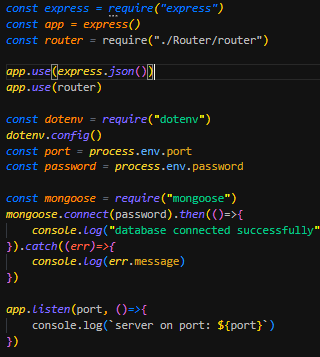 const express = require("express")
const app = express()
const router = require("./Router/router")
app.use(express.json())
app.use(router)
const dotenv = require("dotenv")
dotenv.config()
const port = process.env.port
const password = process.env.password
const mongoose = require("mongoose")
mongoose.connect(password).then(()=>{
console.log("database connected successfully"
}).catch((err)=>{
console.log(err.message)
})
app.listen(port, ()=>{
console.log(`server on port: ${port}`)
})